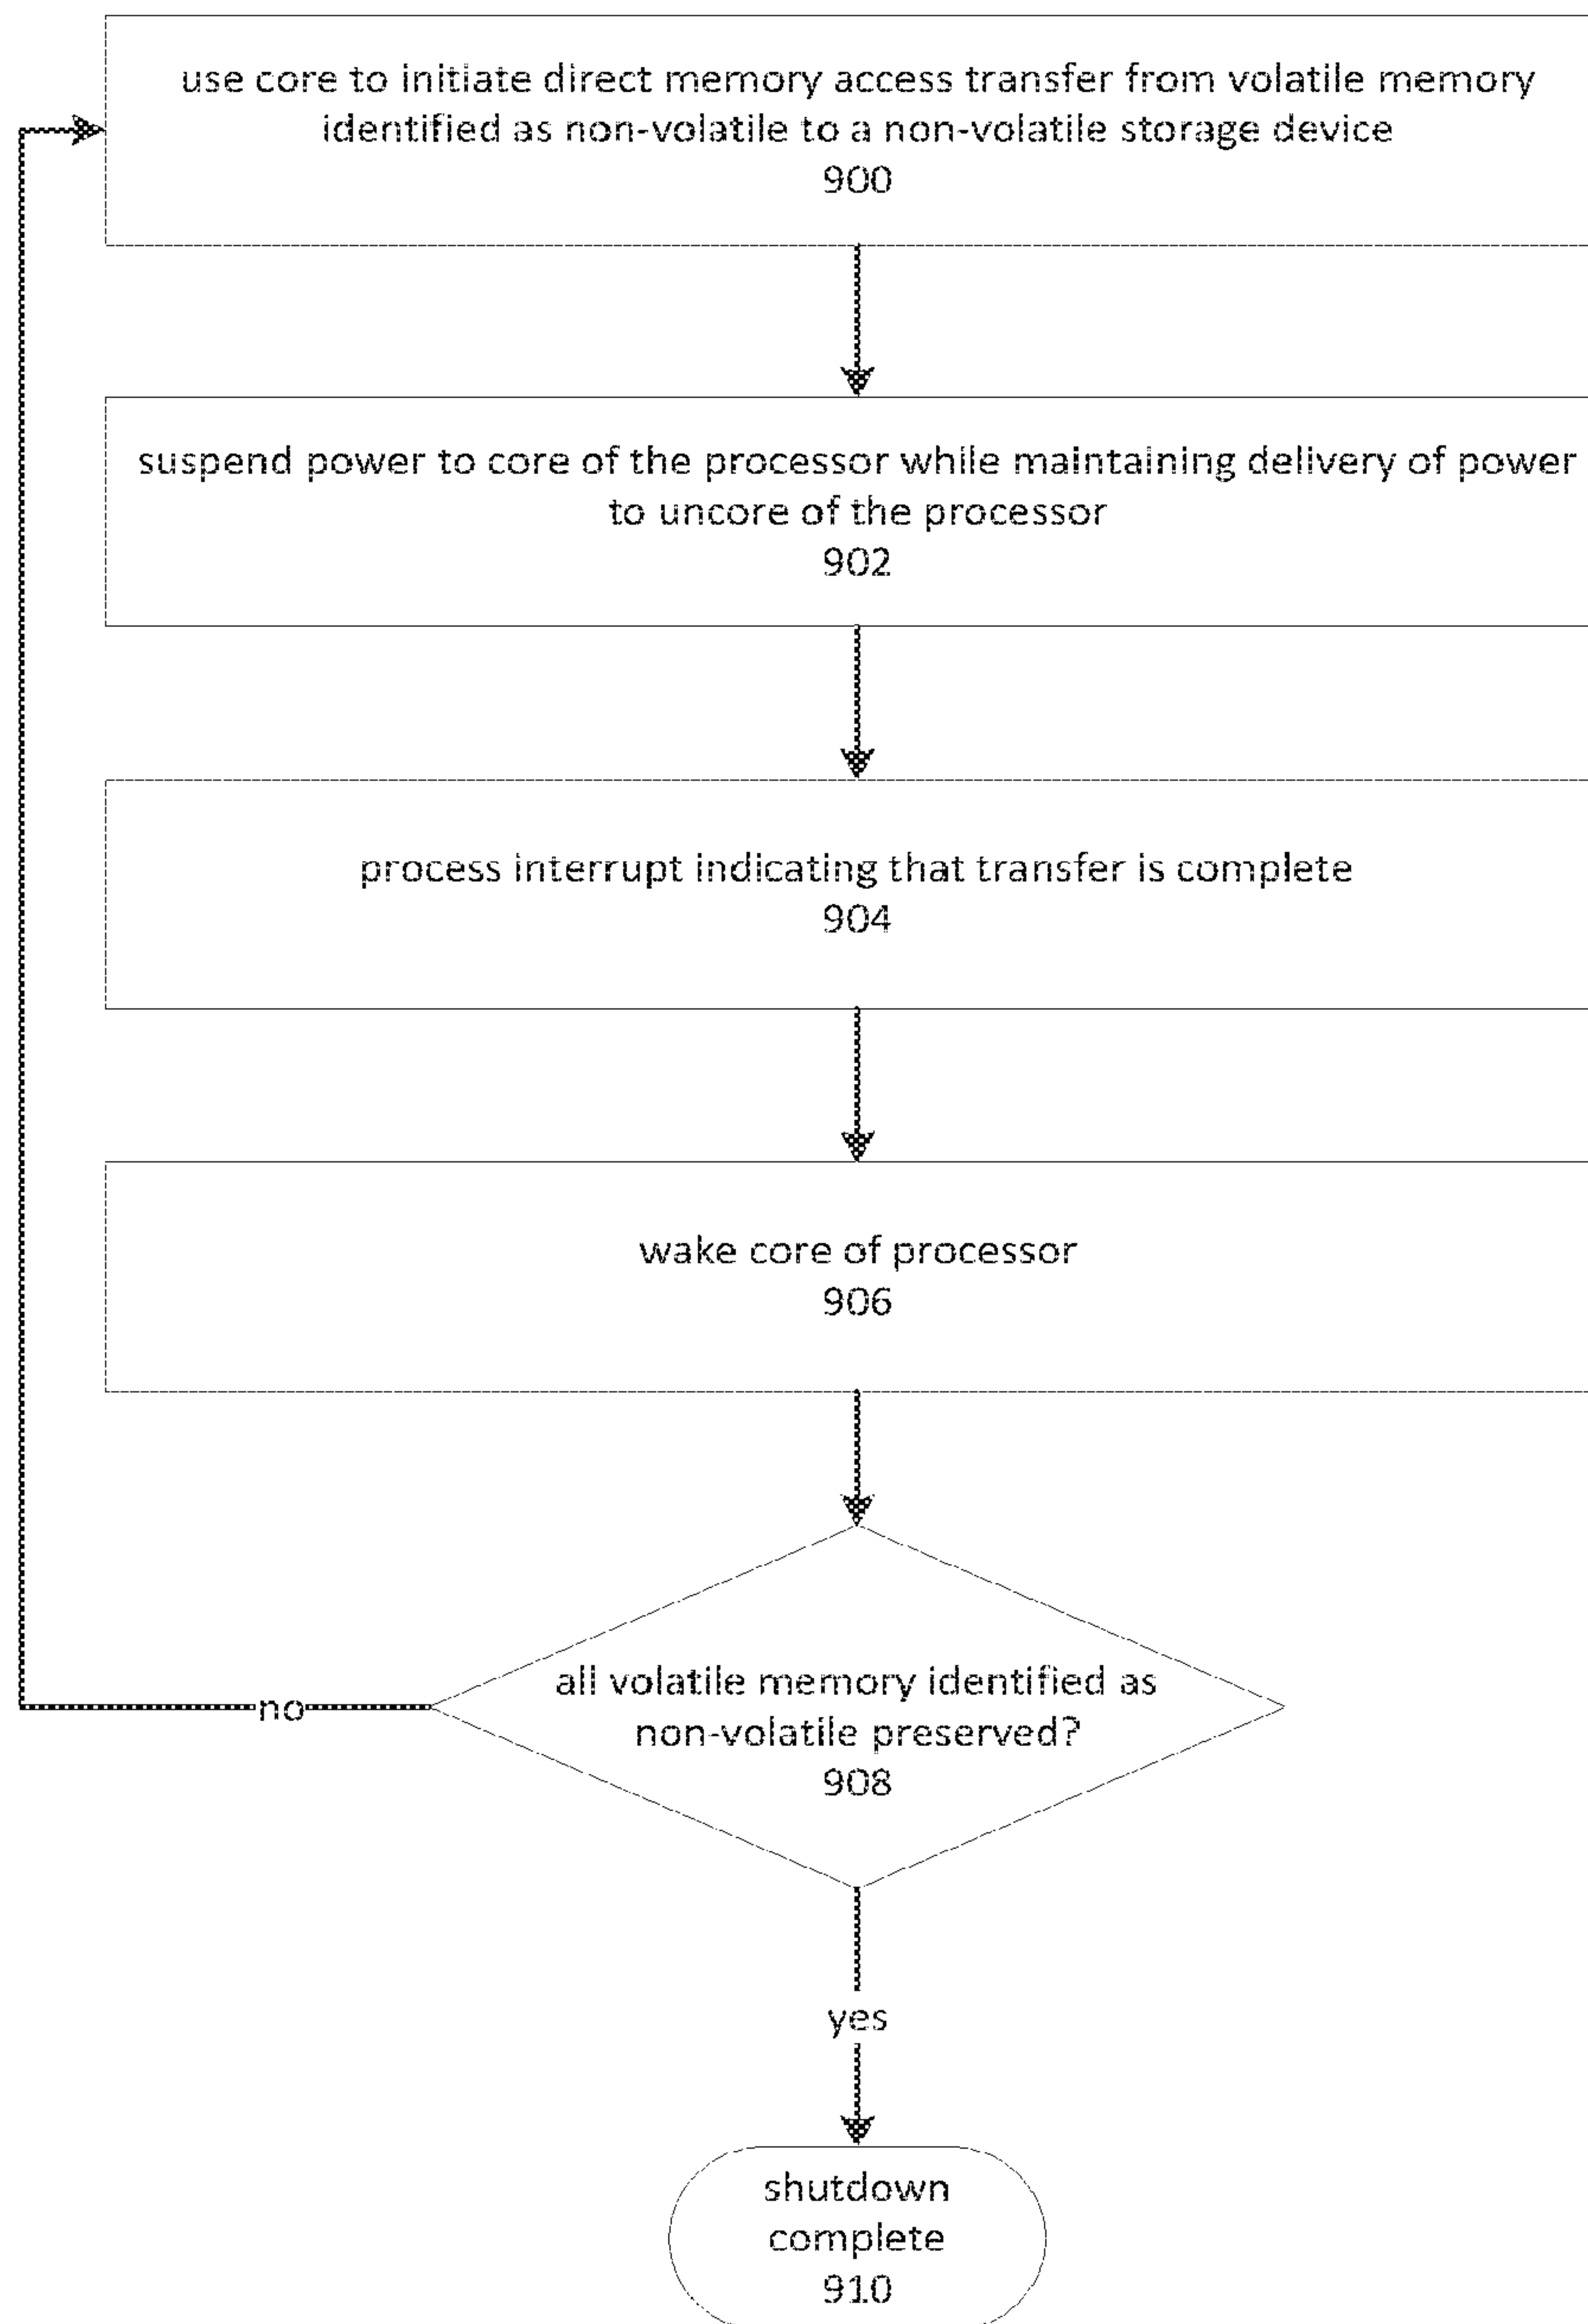 use core to initiate direct memory access transfer from volatile memory
identified as non-volatile to a non-volatile storage device
900
suspend power to core of the processor while maintaining delivery of power
to uncore of the processor
902
process interrupt indicating that transfer is complete
904
wake core of processor
906
all volatile memory identified as
non-volatile preserved?
908
no
yes
shutdown
complete
910